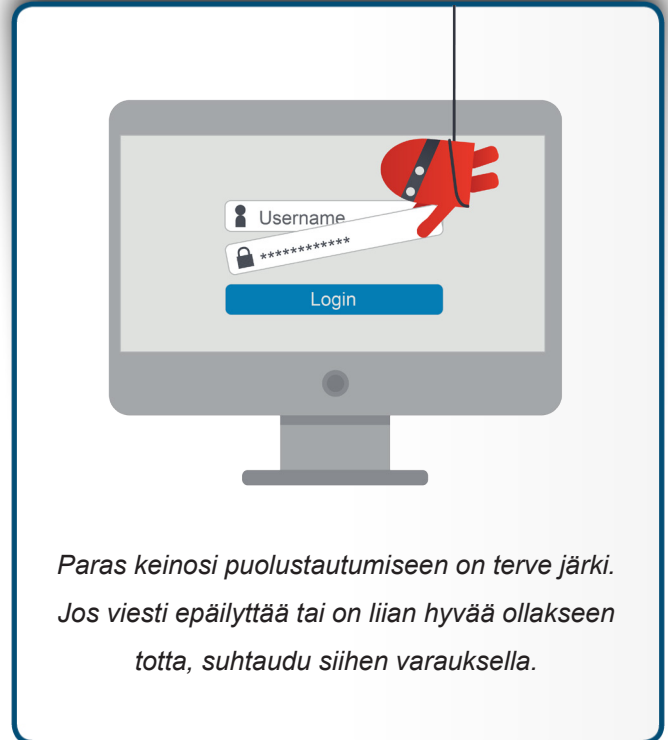 Username
************
Login
Paras keinosi puolustautumiseen on terve järki.
Jos viesti epäilyttää tai on liian hyvää ollakseen
totta, suhtaudu siihen varauksella.